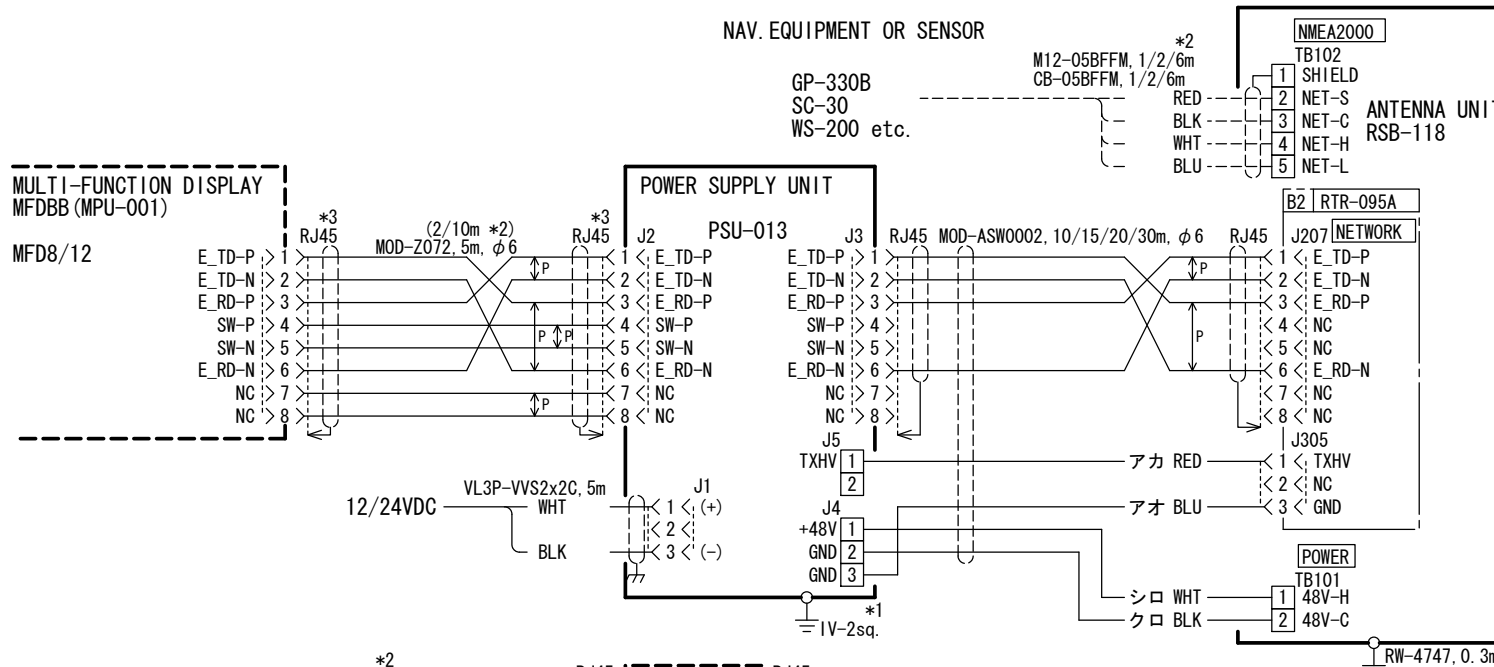 NAV. EQUIPMENT OR SENSOR
GP-330B
SC-30
WS-200 etc.
*2
M12-05BFFM, 1/2/6m
CB-05BFFM, 1/2/6m
RED
BLK
WHT
BLU
NMEA2000
TB102
1 SHIELD
2 NET-S
3 NET-C
4 NET-H
5 NET-L
ANTENNA UNIT
RSB-118
MULTI-FUNCTION DISPLAY
MFDBB(MPU-001)
MFD8/12
E_TD-P 1
E_TD-N 2
E_RD-P 3
SW-P 4
SW-N 5
E_RD-N 6
NC 7
NC 8
*3
RJ45
(2/10m *2)
MOD-Z072, 5m, φ6
P
P
P
P
*3
RJ45
POWER SUPPLY UNIT
PSU-013
J2
1 E_TD-P
2 E_TD-N
3 E_RD-P
4 SW-P
5 SW-N
6 E_RD-N
7 NC
8 NC
J3
E_TD-P 1
E_TD-N 2
E_RD-P 3
SW-P 4
SW-N 5
E_RD-N 6
NC 7
NC 8
RJ45
MOD-ASW0002, 10/15/20/30m, φ6
P
P
RJ45
B2 RTR-095A
NETWORK
J207
1 E_TD-P
2 E_TD-N
3 E_RD-P
4 NC
5 NC
6 E_RD-N
7 NC
8 NC
12/24VDC
VL3P-VVS2x2C, 5m
WHT
BLK
J1
1 (+)
2
3 (-)
J5
TXHV 1
2
J4
+48V 1
GND 2
GND 3
アカ RED
アオ BLU
J305
1 TXHV
2 NC
3 GND
シロ WHT
クロ BLK
POWER
TB101
1 48V-H
2 48V-C
*1
IV-2sq.
RW-4747, 0.3m
*2